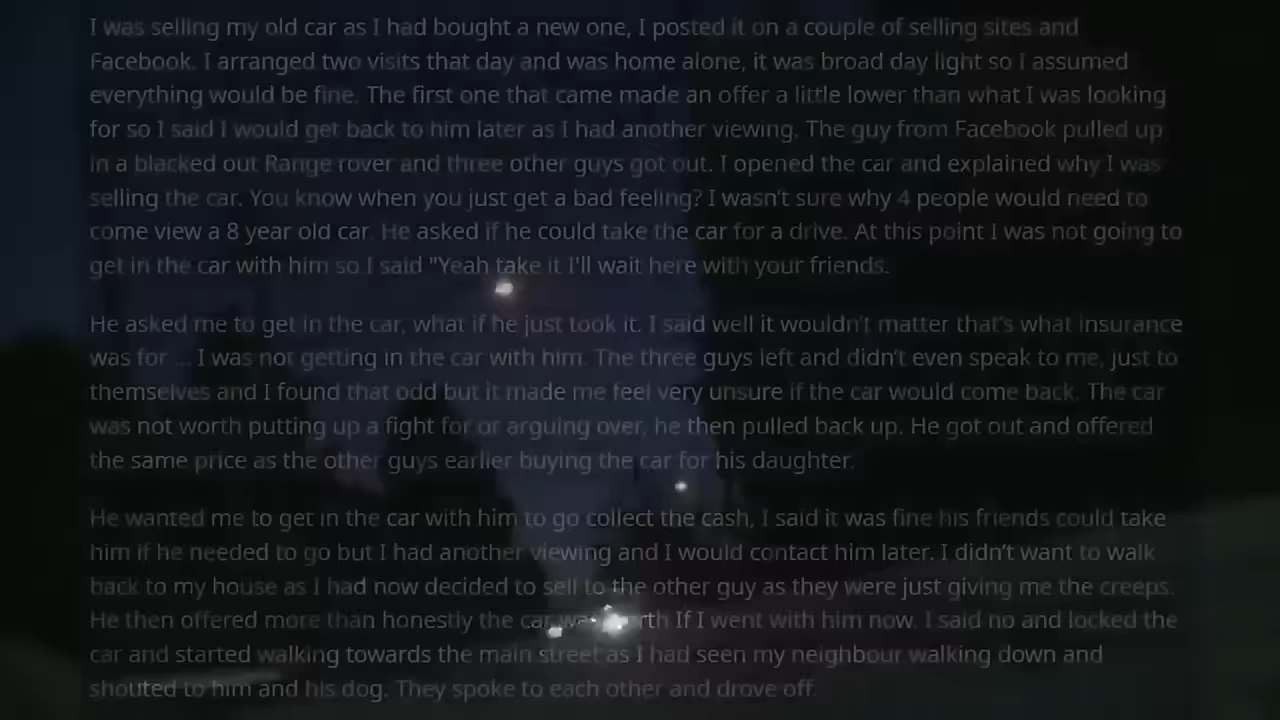 I was selling my old car as I had bought a new one, I posted it on a couple of selling sites and
Facebook. I arranged two visits that day and was home alone, it was broad day light so I assumed
everything would be fine. The first one that came made an offer a little lower than what I was looking
for so I said I would get back to him later as I had another viewing. The guy from Facebook pulled up
in a blacked out Range rover and three other guys got out. I opened the car and explained why I was
selling the car. You know when you just get a bad feeling? I wasn't sure why 4 people would need to
come view a 8 year old car. He asked if he could take the car for a drive. At this point I was not going to
get in the car with him so I said "Yeah take it I'll wait here with your friends.
He asked me to get in the car, what if he just took it. I said well it wouldn't matter that's what insurance
was for ... I was not getting in the car with him. The three guys left and didn't even speak to me, just to
themselves and I found that odd but it made me feel very unsure if the car would come back. The car
was not worth putting up a fight for or arguing over, he then pulled back up. He got out and offered
the same price as the other guys earlier buying the car for his daughter.
He wanted me to get in the car with him to go collect the cash, I said it was fine his friends could take
him if he needed to go but I had another viewing and I would contact him later. I didn't want to walk
back to my house as I had now decided to sell to the other guy as they were just giving me the creeps.
He then offered more than honestly the car If I went with him now. I said no and locked the
car and started walking towards the main street as I had seen my neighbour walking down and
shouted to him and his dog. They spoke to each other and drove off.